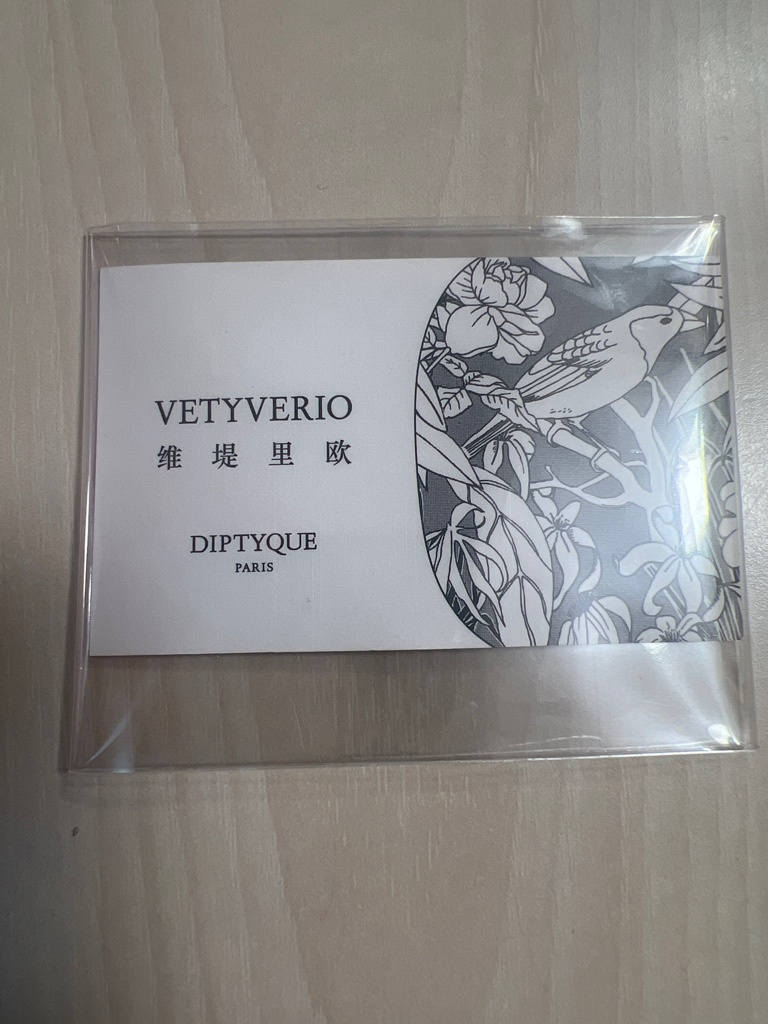 VETYVERIO
维堤里欧
DIPTYQUE
PARIS